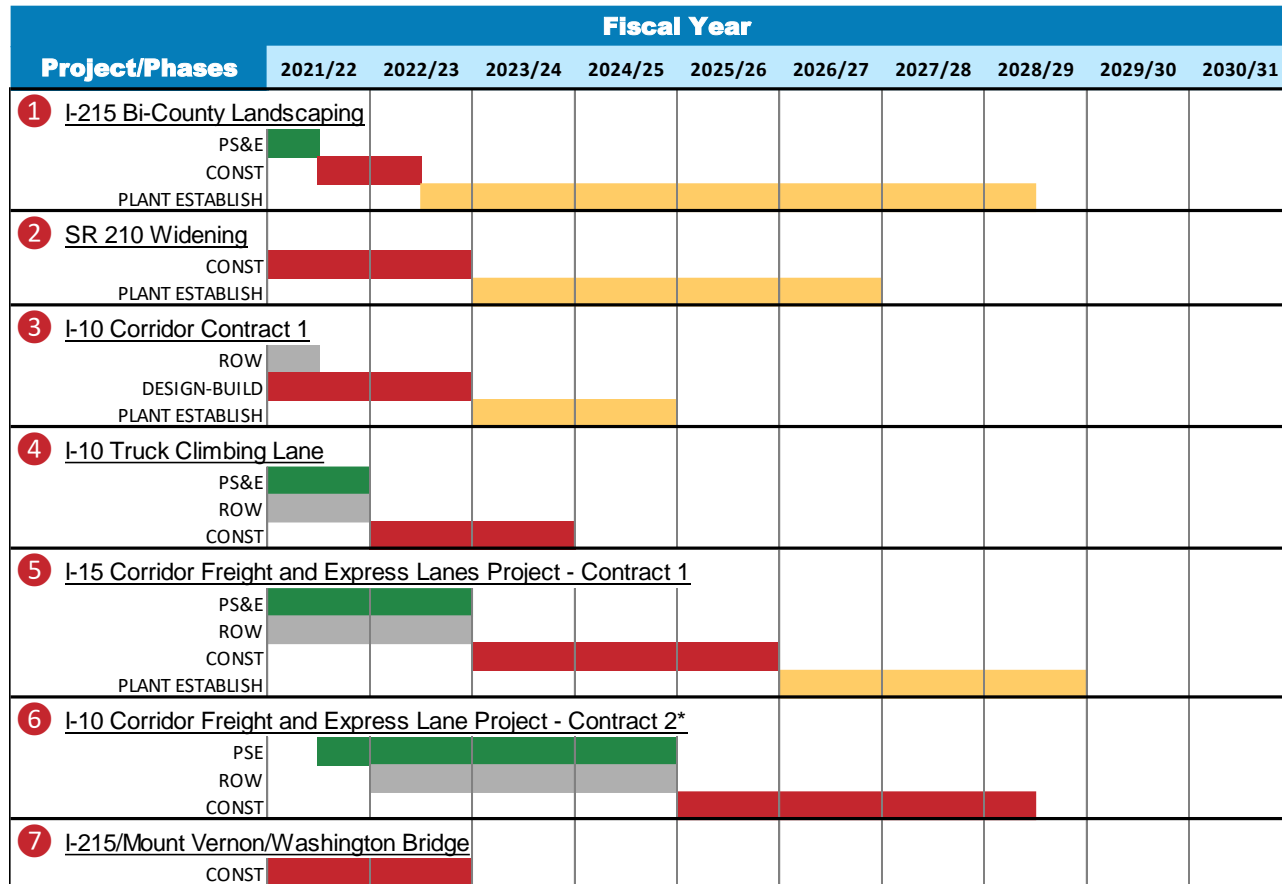 Fiscal Year
Project/Phases 2021/22 2022/23 2023/24 2024/25 2025/26 2026/27 2027/28 2028/29 2029/30 2030/31
1 I-215 Bi-County Landscaping
PS&E
CONST
PLANT ESTABLISH
2 SR 210 Widening
CONST
PLANT ESTABLISH
3 I-10 Corridor Contract 1
ROW
DESIGN-BUILD
PLANT ESTABLISH
4 I-10 Truck Climbing Lane
PS&E
ROW
CONST
5 I-15 Corridor Freight and Express Lanes Project - Contract 1
PS&E
ROW
CONST
PLANT ESTABLISH
6 I-10 Corridor Freight and Express Lane Project - Contract 2*
PSE
ROW
CONST
7 I-215/Mount Vernon/Washington Bridge
CONST